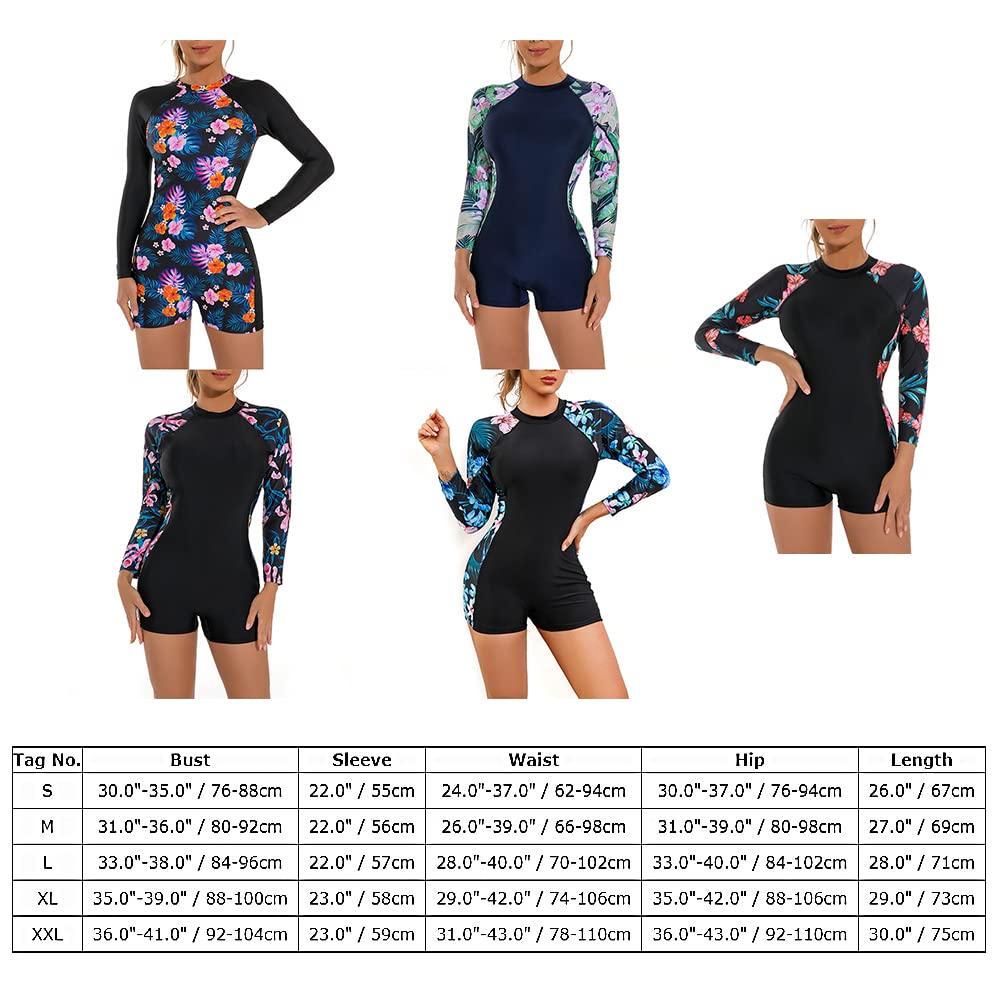 Tag No. Bust Sleeve Waist Hip Length
S 30.0"-35.0" / 76-88cm 22.0" / 55cm 24.0"-37.0" / 62-94cm 30.0"-37.0" / 76-94cm 26.0" / 67cm
M 31.0"-36.0" / 80-92cm 22.0" / 56cm 26.0"-39.0" / 66-98cm 31.0"-39.0" / 80-98cm 27.0" / 69cm
L 33.0"-38.0" / 84-96cm 22.0" / 57cm 28.0"-40.0" / 70-102cm 33.0"-40.0" / 84-102cm 28.0" / 71cm
XL 35.0"-39.0" / 88-100cm 23.0" / 58cm 29.0"-42.0" / 74-106cm 35.0"-42.0" / 88-106cm 29.0" / 73cm
XXL 36.0"-41.0" / 92-104cm 23.0" / 59cm 31.0"-43.0" / 78-110cm 36.0"-43.0" / 92-110cm 30.0" / 75cm